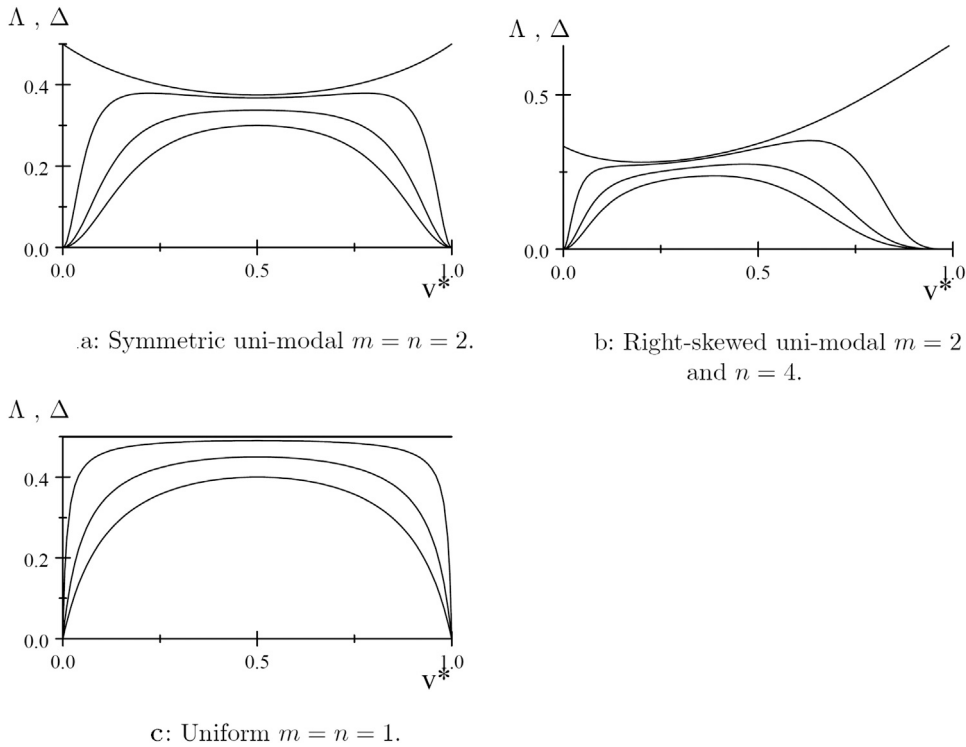 Λ , Δ
0.4
0.2
0.0
0.0
0.5
1.0
v*
.a: Symmetric uni-modal m = n = 2.
Λ , Δ
0.5
0.0
0.0
0.5
1.0
v*
b: Right-skewed uni-modal m = 2
and n = 4.
Λ , Δ
0.4
0.2
0.0
0.0
0.5
1.0
v*
c: Uniform m = n = 1.